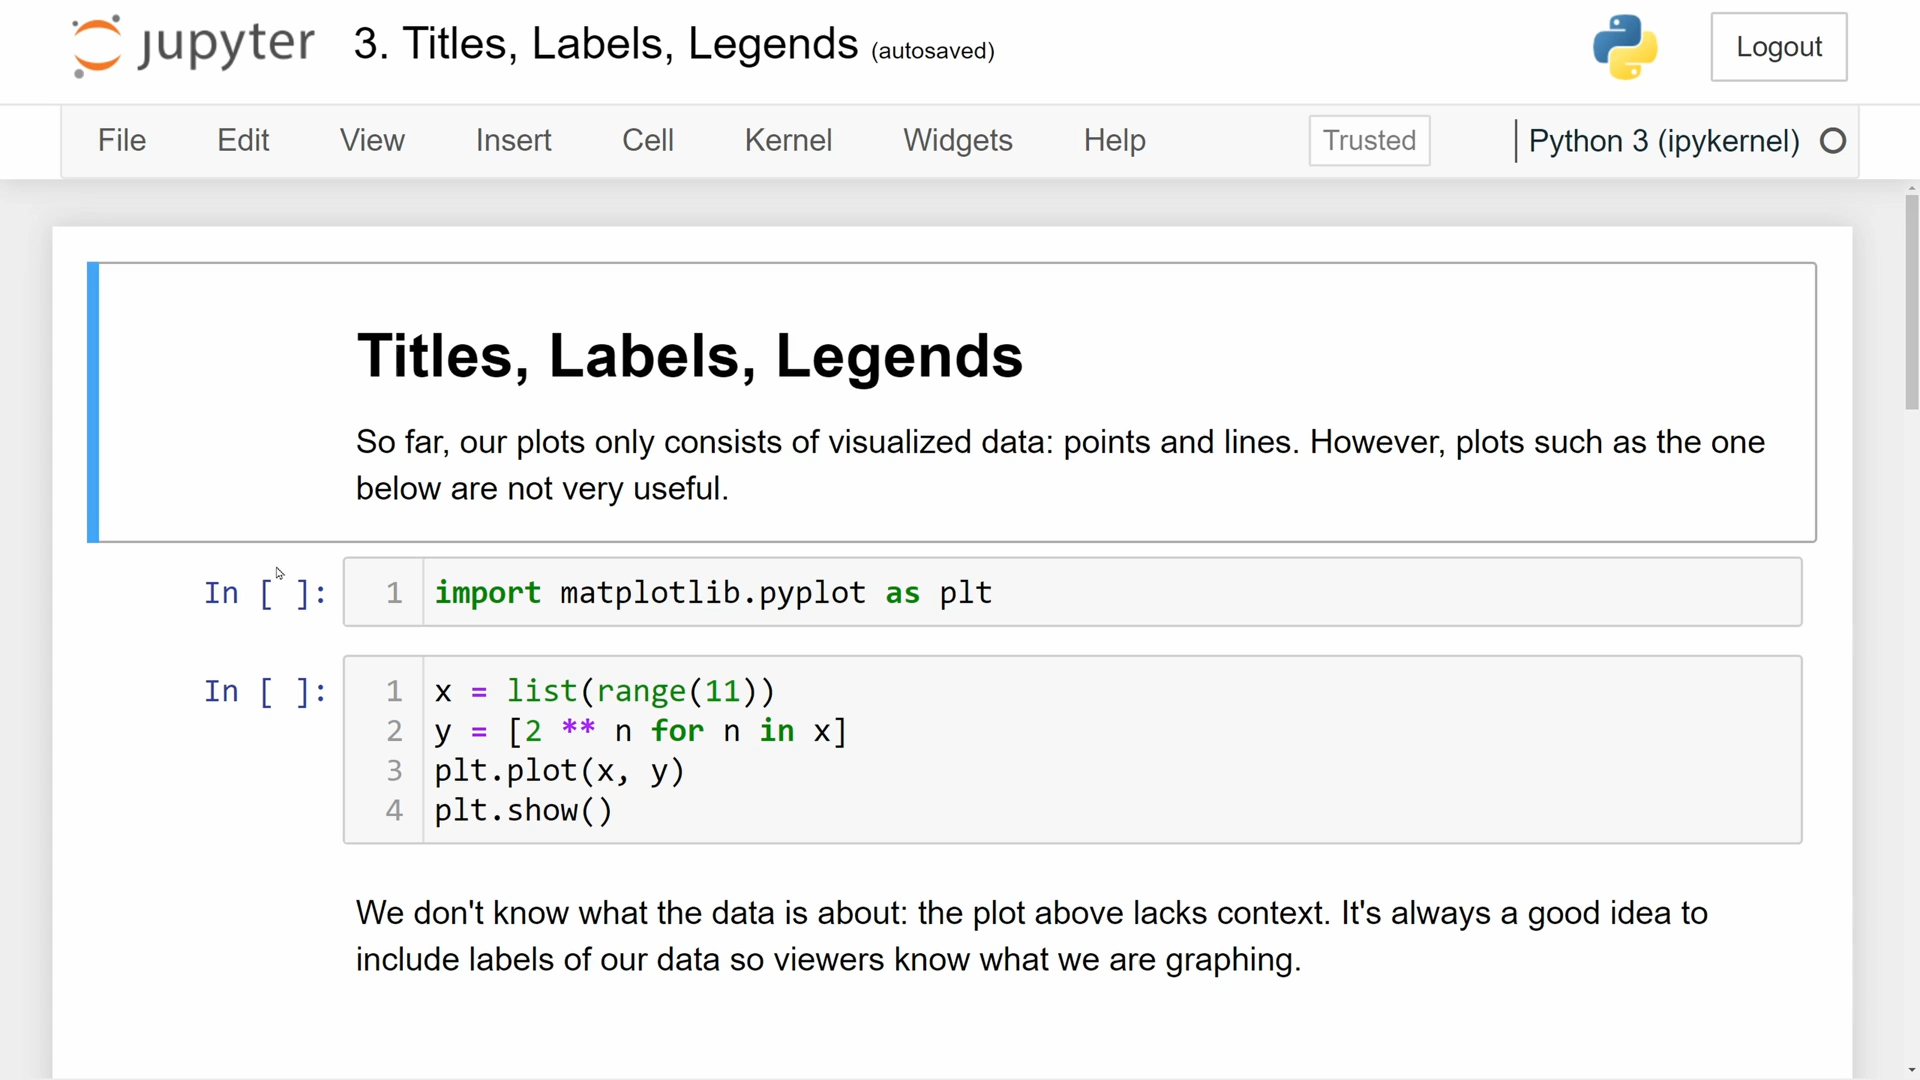 jupyter 3. Titles, Labels, Legends (autosaved) Logout
File Edit View Insert Cell Kernel Widgets Help Trusted Python 3 (ipykernel)
Titles, Labels, Legends
So far, our plots only consists of visualized data: points and lines. However, plots such as the one
below are not very useful.
In [ ]: 1 import matplotlib.pyplot as plt
In [ ]: 1 x = list(range(11))
2 y = [2 ** n for n in x]
3 plt.plot(x, y)
4 plt.show()
We don't know what the data is about: the plot above lacks context. It's always a good idea to
include labels of our data so viewers know what we are graphing.